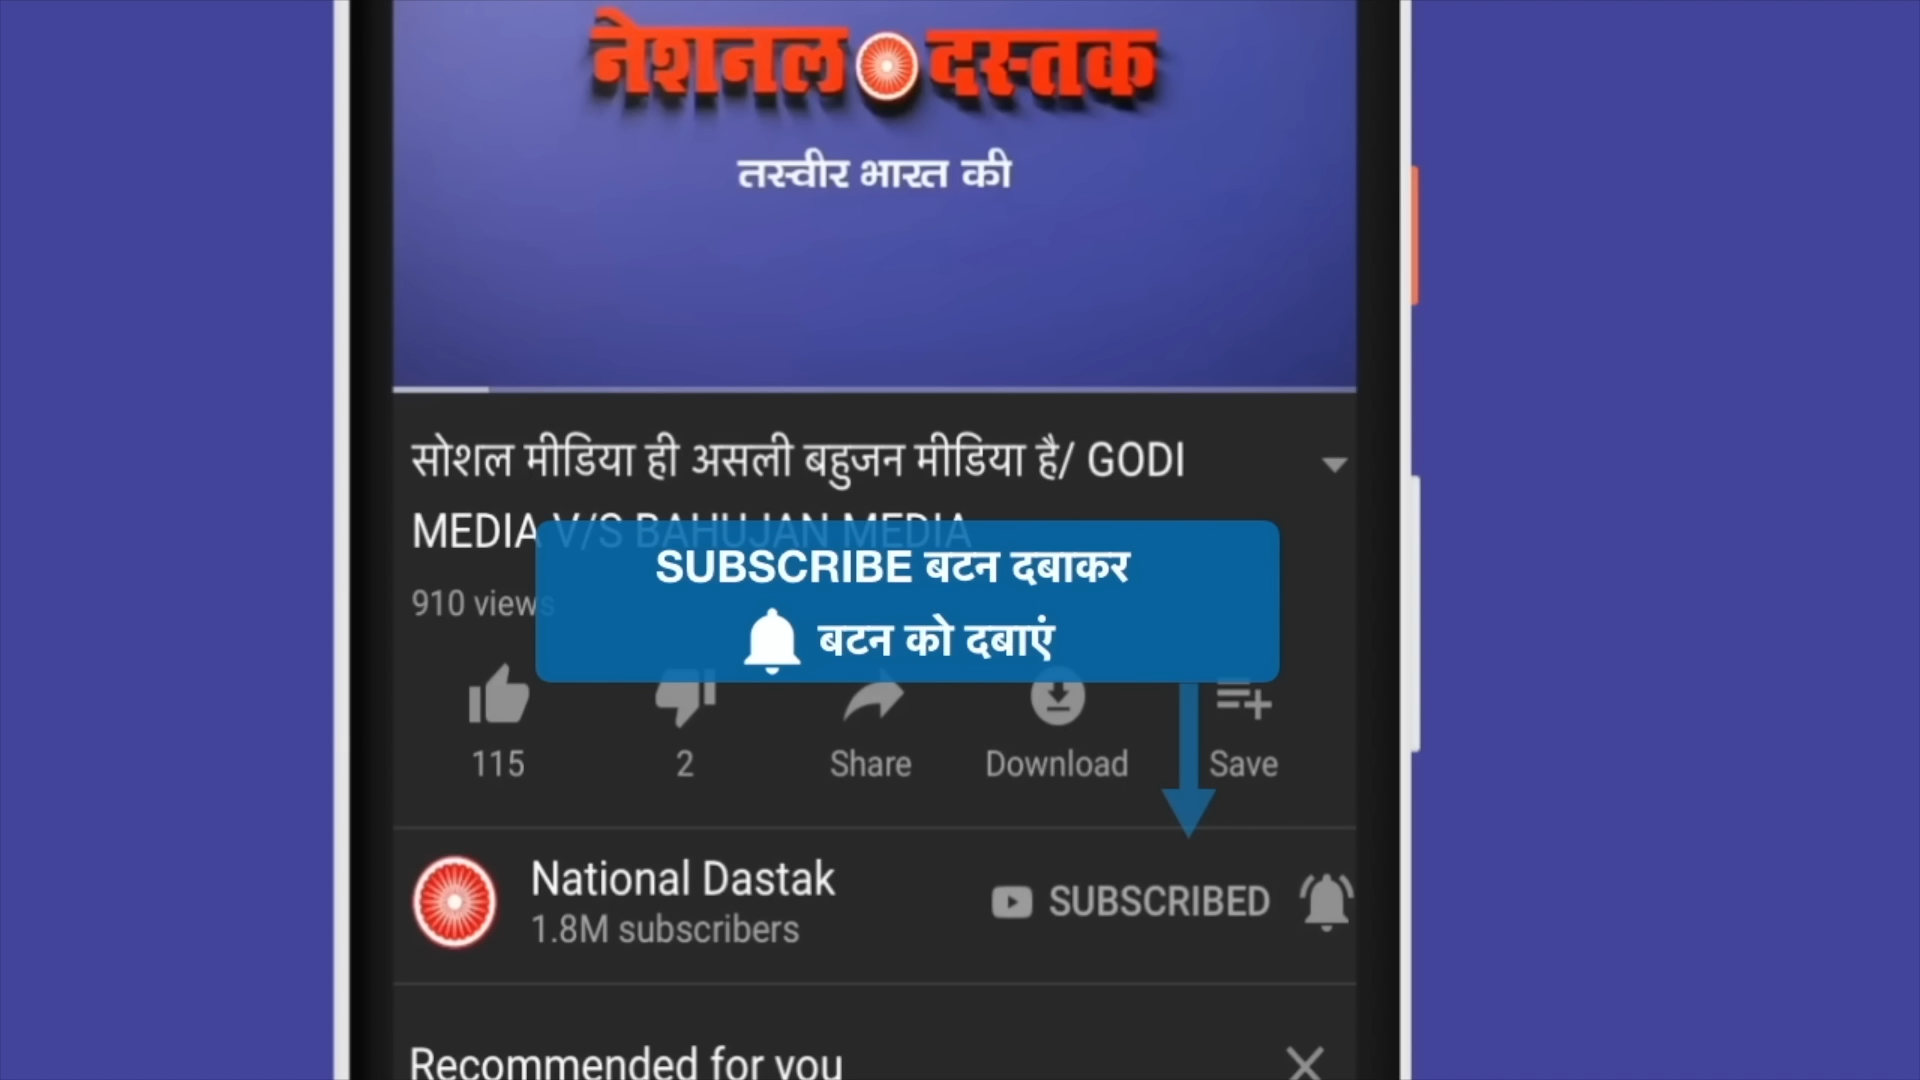 नेशनल दस्तक
तस्वीर भारत की
सोशल मीडिया ही असली बहुजन मीडिया है/ GODI
MEDIA V/S BAHUJAN MEDIA
910 views
SUBSCRIBE बटन दबाकर
बटन को दबाएं
115
2
Share
Download
Save
National Dastak
1.8M subscribers
SUBSCRIBED
Recommended for you